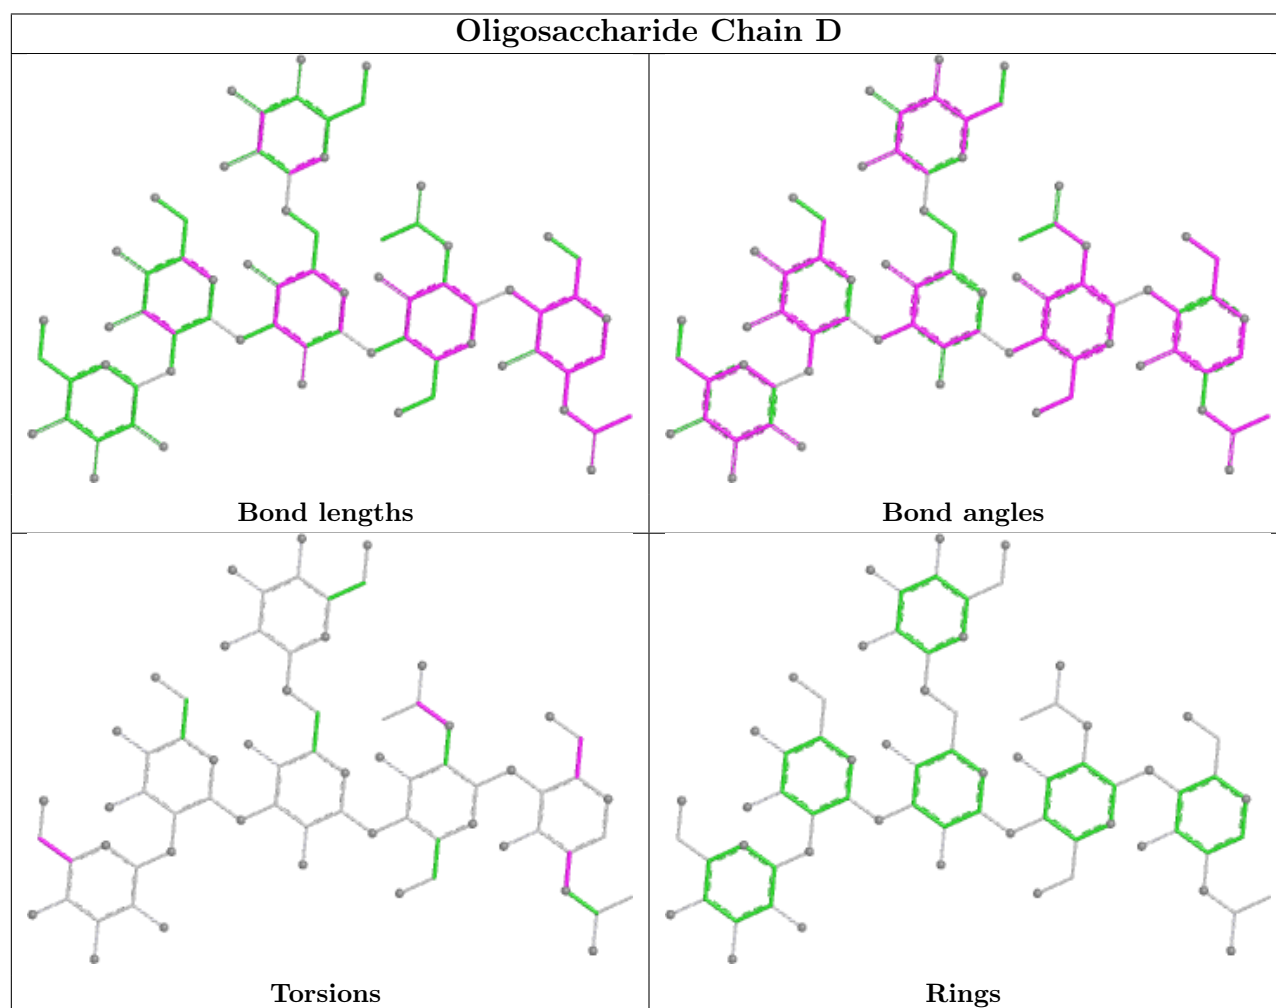 Oligosaccharide Chain D
Bond lengths
Bond angles
Torsions
Rings